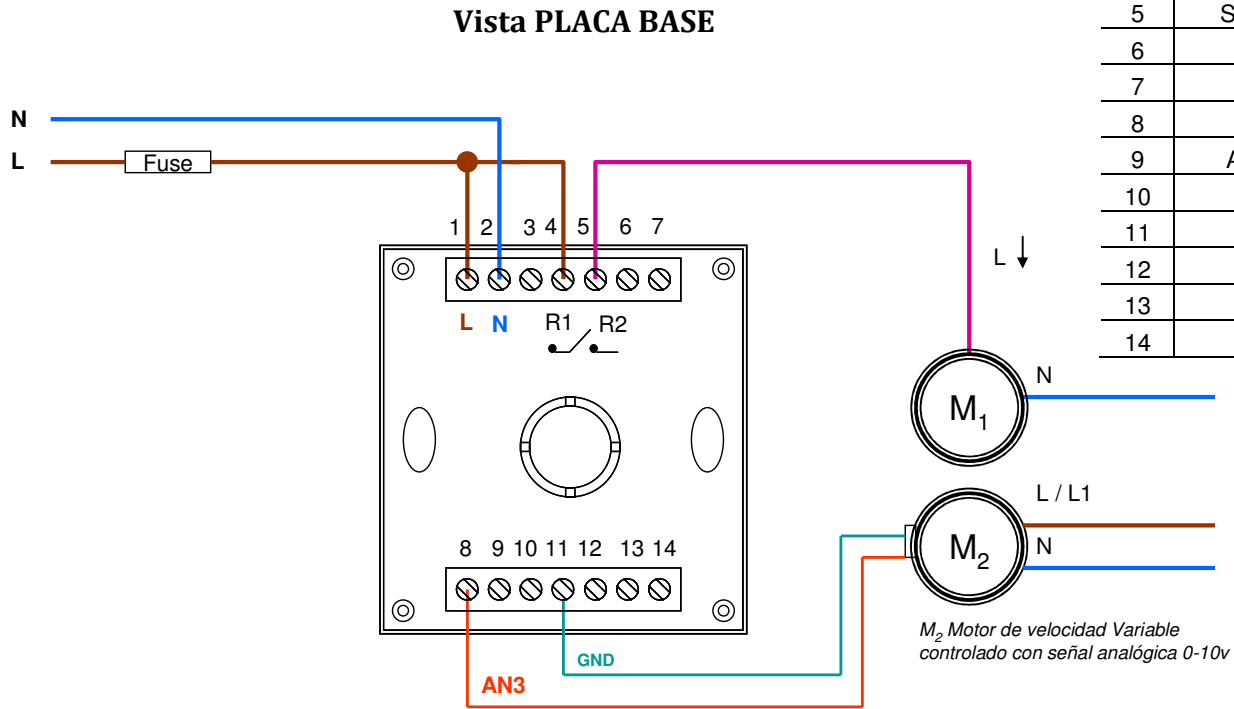 Vista PLACA BASE
5 S
6
7
8
9 A
10
11
12
13
14
N
L Fuse
1 2 3 4 5 6 7
L ↓
L N R1 R2
N
M₁
L / L1
M₂
N
8 9 10 11 12 13 14
M₂ Motor de velocidad Variable
controlado con señal analógica 0-10v
GND
AN3